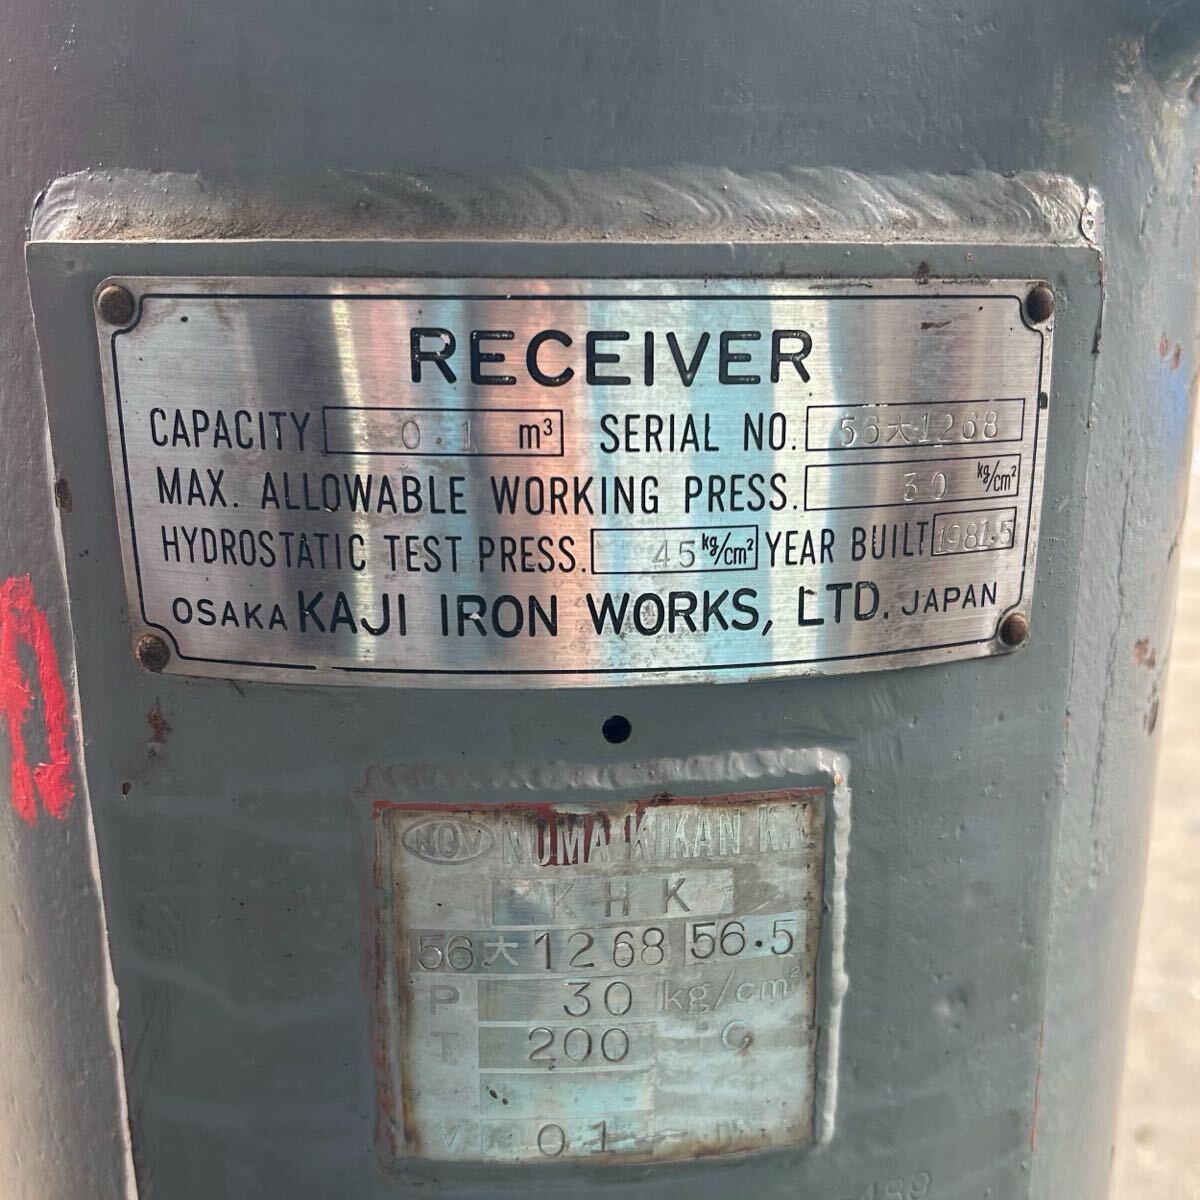 RECEIVER
CAPACITY 0.1 m³ SERIAL NO. 56大1268
MAX. ALLOWABLE WORKING PRESS. 30 kg/cm²
HYDROSTATIC TEST PRESS. 45 kg/cm² YEAR BUILT 1981.5
OSAKA KAJI IRON WORKS, LTD. JAPAN
NOV NUMA KIKAN K.K
KHK
56大1268 56.5
P 30 kg/cm²
T 200 °C
V 0.1
489